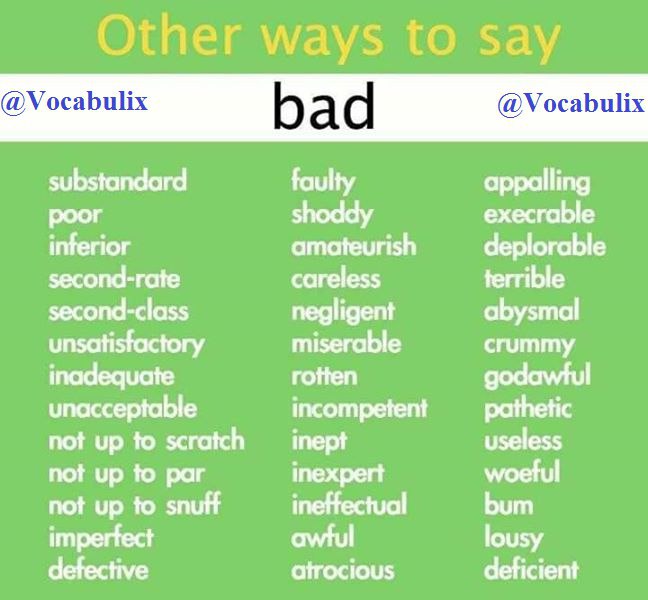 Other ways to say
@Vocabulix bad @Vocabulix
substandard faulty appalling
poor shoddy execrable
inferior amateurish deplorable
second-rate careless terrible
second-class negligent abysmal
unsatisfactory miserable crummy
inadequate rotten godawful
unacceptable incompetent pathetic
not up to scratch inept useless
not up to par inexpert woeful
not up to snuff ineffectual bum
imperfect awful lousy
defective atrocious deficient